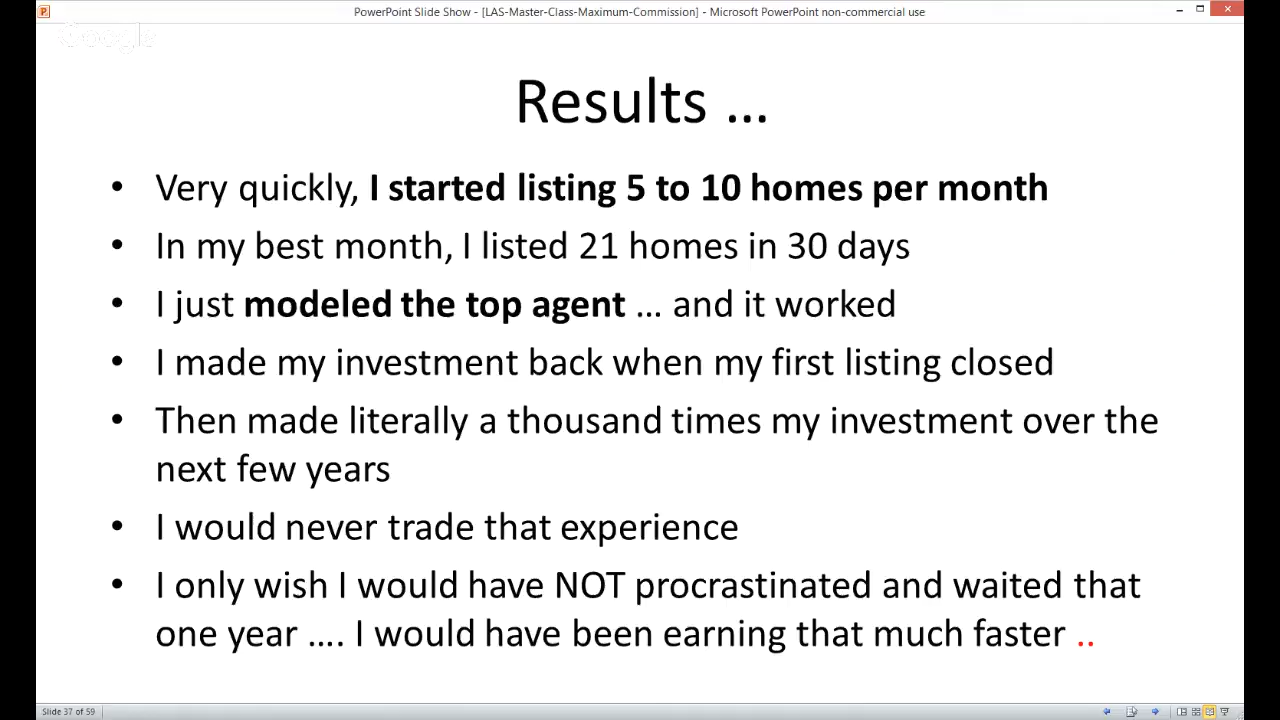 PowerPoint Slide Show - [LAS-Master-Class-Maximum-Commission] - Microsoft PowerPoint non-commercial use
Google
Results ...
• Very quickly, I started listing 5 to 10 homes per month
• In my best month, I listed 21 homes in 30 days
• I just modeled the top agent ... and it worked
• I made my investment back when my first listing closed
• Then made literally a thousand times my investment over the
next few years
• I would never trade that experience
• I only wish I would have NOT procrastinated and waited that
one year .... I would have been earning that much faster ..
Slide 37 of 59